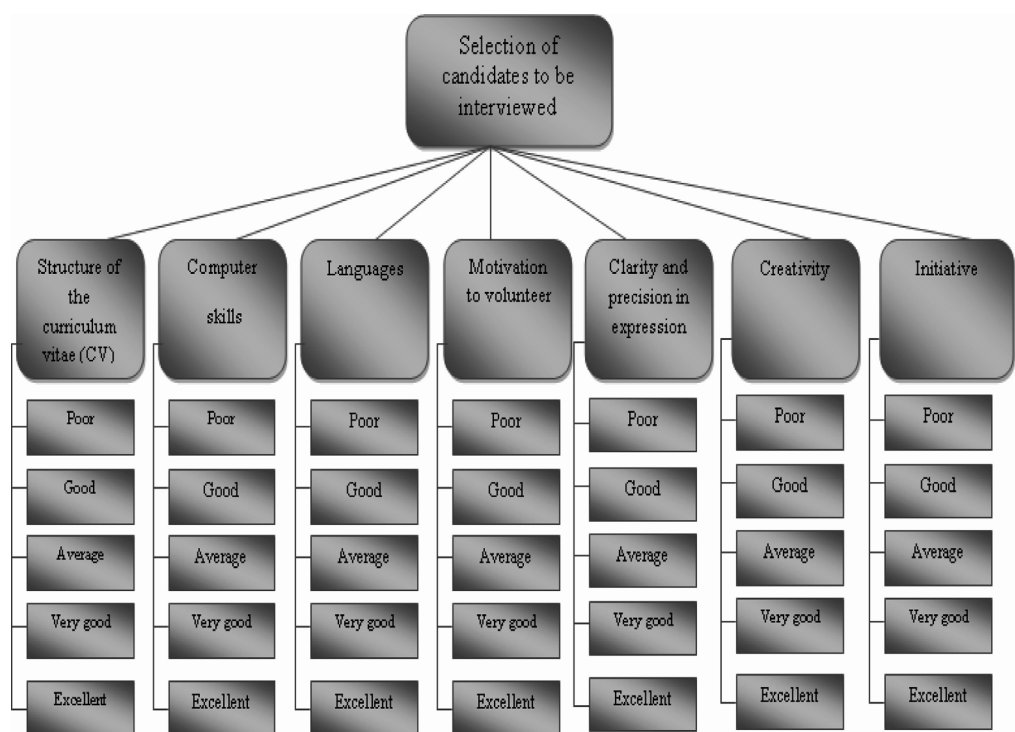 Selection of
candidates to be
interviewed
Structure of
the
curriculum
vitae (CV)
Computer
skills
Languages
Motivation
to volunteer
Clarity and
precision in
expression
Creativity
Initiative
Poor
Poor
Poor
Poor
Poor
Poor
Poor
Good
Good
Good
Good
Good
Good
Good
Average
Average
Average
Average
Average
Average
Average
Very good
Very good
Very good
Very good
Very good
Very good
Very good
Excellent
Excellent
Excellent
Excellent
Excellent
Excellent
Excellent